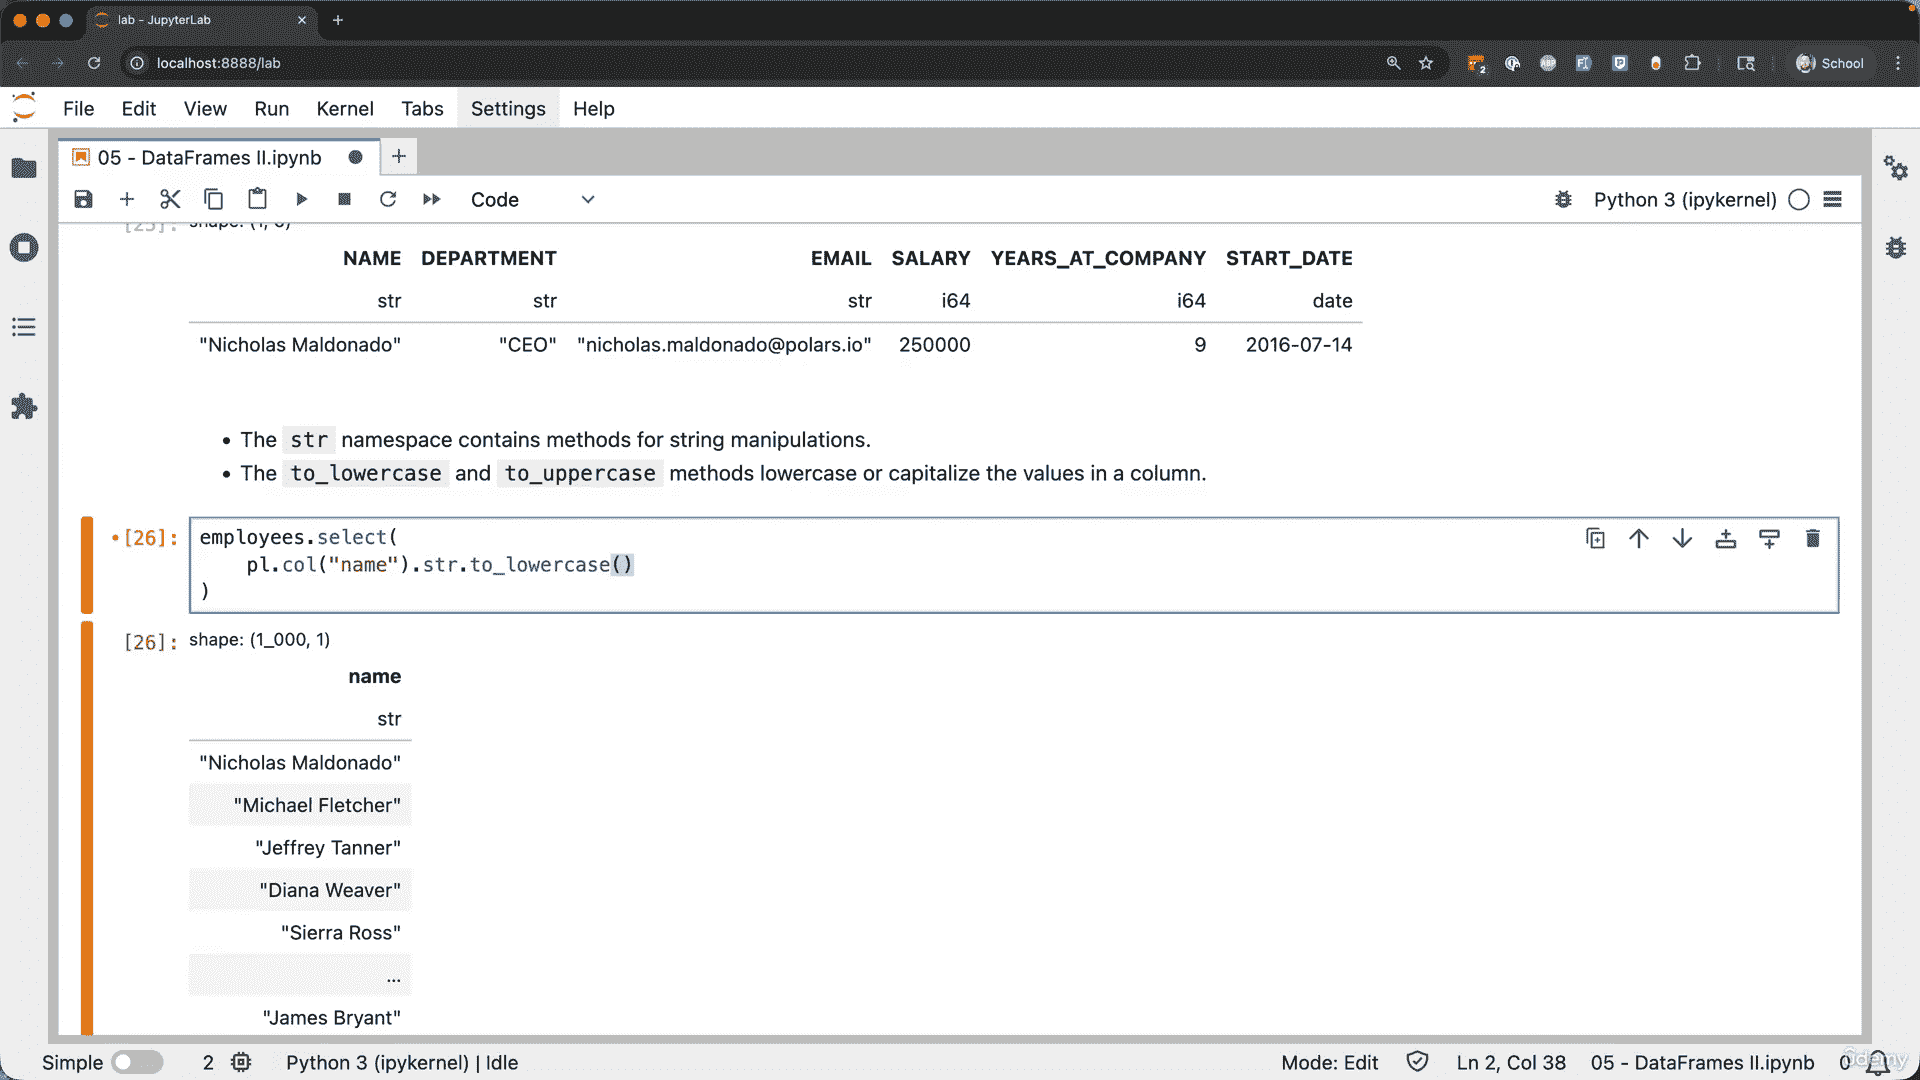 lab - JupyterLab
localhost:8888/lab
2
ABP
School
File Edit View Run Kernel Tabs Settings Help
05 - DataFrames II.ipynb
Code
Python 3 (ipykernel)
NAME DEPARTMENT EMAIL SALARY YEARS_AT_COMPANY START_DATE
str str str i64 i64 date
"Nicholas Maldonado" "CEO" "nicholas.maldonado@polars.io" 250000 9 2016-07-14
• The str namespace contains methods for string manipulations.
• The to_lowercase and to_uppercase methods lowercase or capitalize the values in a column.
[26]: employees.select(
pl.col("name").str.to_lowercase()
)
[26]: shape: (1_000, 1)
name
str
"Nicholas Maldonado"
"Michael Fletcher"
"Jeffrey Tanner"
"Diana Weaver"
"Sierra Ross"
…
"James Bryant"
Simple 2 Python 3 (ipykernel) | Idle Mode: Edit Ln 2, Col 38 05 - DataFrames II.ipynb 0
ûdemy